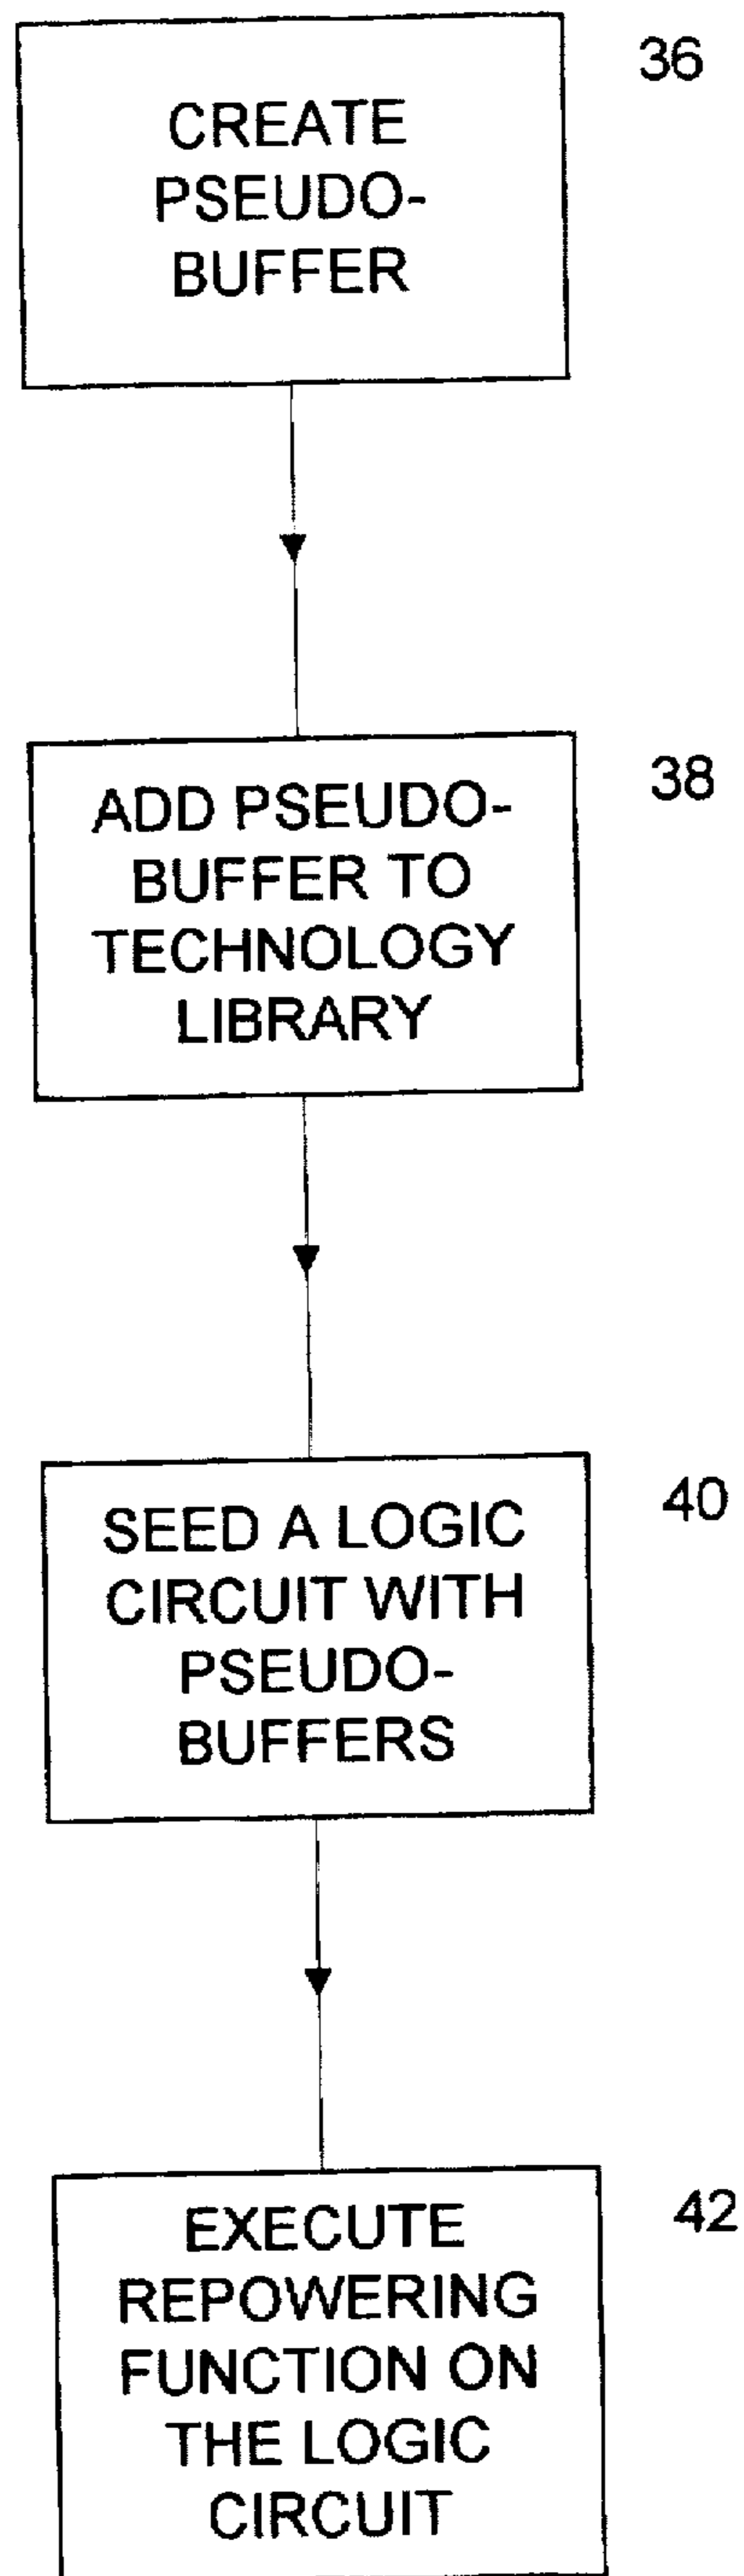 CREATE
PSEUDO-
BUFFER
36
ADD PSEUDO-
BUFFER TO
TECHNOLOGY
LIBRARY
38
SEED A LOGIC
CIRCUIT WITH
PSEUDO-
BUFFERS
40
EXECUTE
REPOWERING
FUNCTION ON
THE LOGIC
CIRCUIT
42